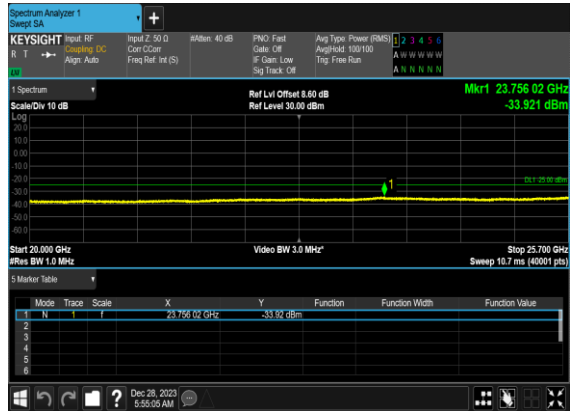 Spectrum Analyzer 1
Swept SA
KEYSIGHT Input: RF Input Z: 50 Ω #Atten: 40 dB PNO: Fast Avg Type: Power (RMS) 1 2 3 4 5 6
R T Coupling: DC Corr CCorr Gate: Off Avg|Hold: 100/100 A W W W W W
Align: Auto Freq Ref: Int (S) IF Gain: Low Trig: Free Run
Sig Track: Off A N N N N N
LXI
1 Spectrum Ref Lvl Offset 8.60 dB Mkr1 23.756 02 GHz
Scale/Div 10 dB Ref Level 30.00 dBm -33.921 dBm
Log
20.0
10.0
0.00
-10.0
-20.0 1 DL1 -25.00 dBm
-30.0
-40.0
-50.0
-60.0
Start 20.000 GHz Video BW 3.0 MHz* Stop 25.700 GHz
#Res BW 1.0 MHz Sweep 10.7 ms (40001 pts)
5 Marker Table
Mode Trace Scale X Y Function Function Width Function Value
1 N 1 f 23.756 02 GHz -33.92 dBm
2
3
4
5
6
? Dec 28, 2023
5:55:05 AM